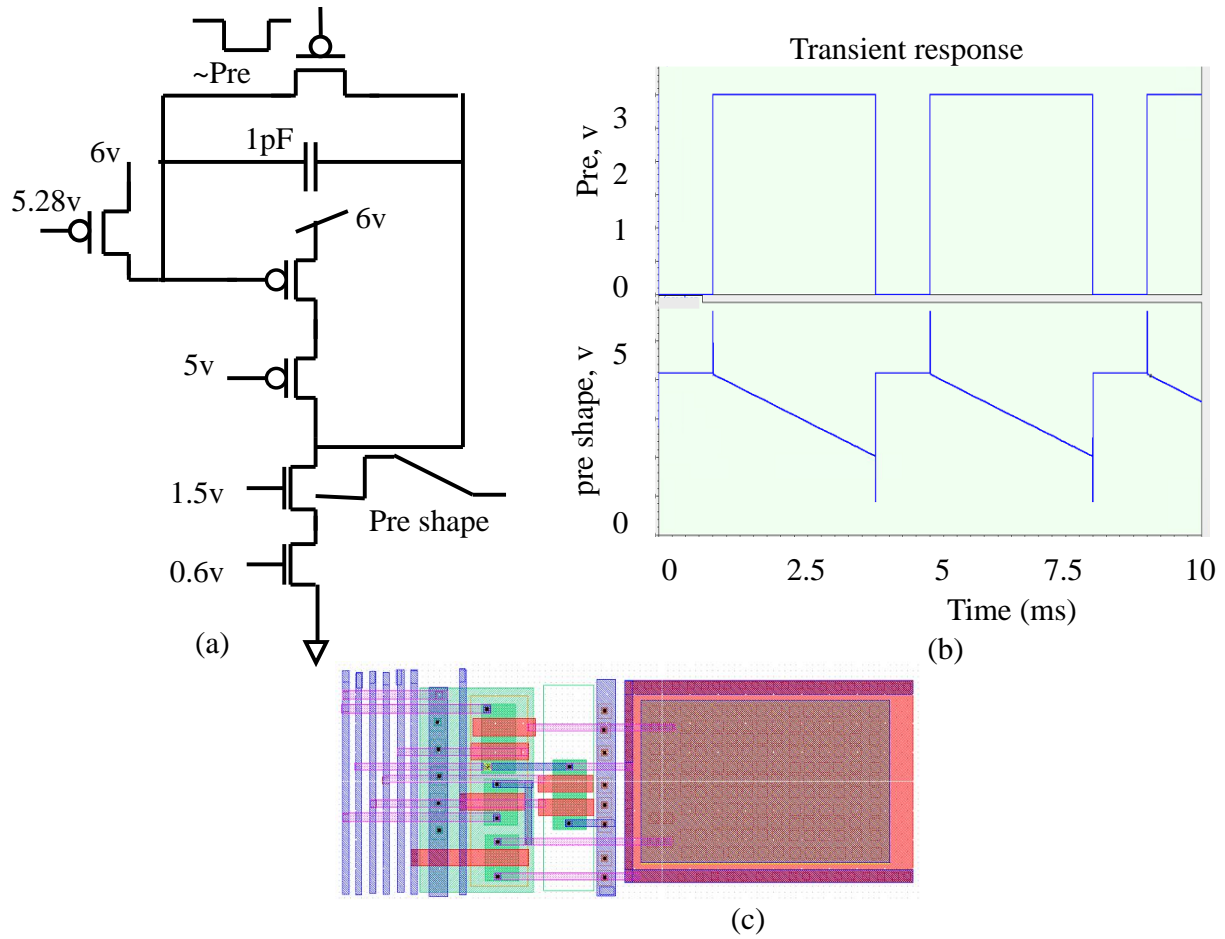 ~Pre
1pF
6v
5.28v
6v
5v
1.5v
Pre shape
0.6v
(a)
Transient response
Pre, v
3
2
1
0
pre shape, v
5
0
0 2.5 5 7.5 10
Time (ms)
(b)
(c)